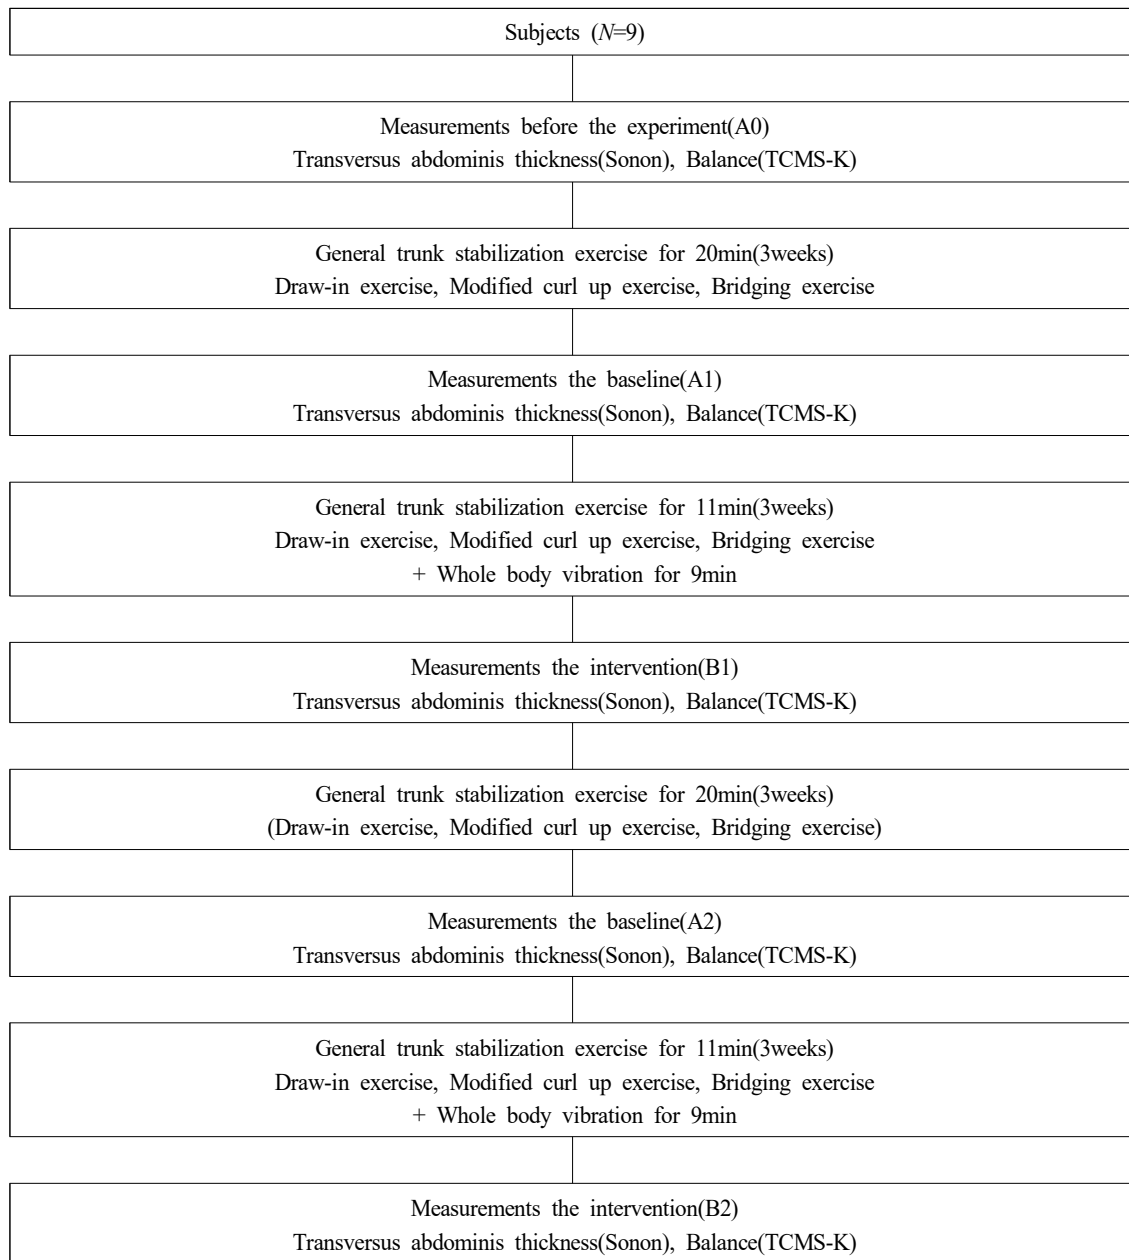 Subjects (N=9)
Measurements before the experiment(A0)
Transversus abdominis thickness(Sonon), Balance(TCMS-K)
General trunk stabilization exercise for 20min(3weeks)
Draw-in exercise, Modified curl up exercise, Bridging exercise
Measurements the baseline(A1)
Transversus abdominis thickness(Sonon), Balance(TCMS-K)
General trunk stabilization exercise for 11min(3weeks)
Draw-in exercise, Modified curl up exercise, Bridging exercise
+ Whole body vibration for 9min
Measurements the intervention(B1)
Transversus abdominis thickness(Sonon), Balance(TCMS-K)
General trunk stabilization exercise for 20min(3weeks)
(Draw-in exercise, Modified curl up exercise, Bridging exercise)
Measurements the baseline(A2)
Transversus abdominis thickness(Sonon), Balance(TCMS-K)
General trunk stabilization exercise for 11min(3weeks)
Draw-in exercise, Modified curl up exercise, Bridging exercise
+ Whole body vibration for 9min
Measurements the intervention(B2)
Transversus abdominis thickness(Sonon), Balance(TCMS-K)